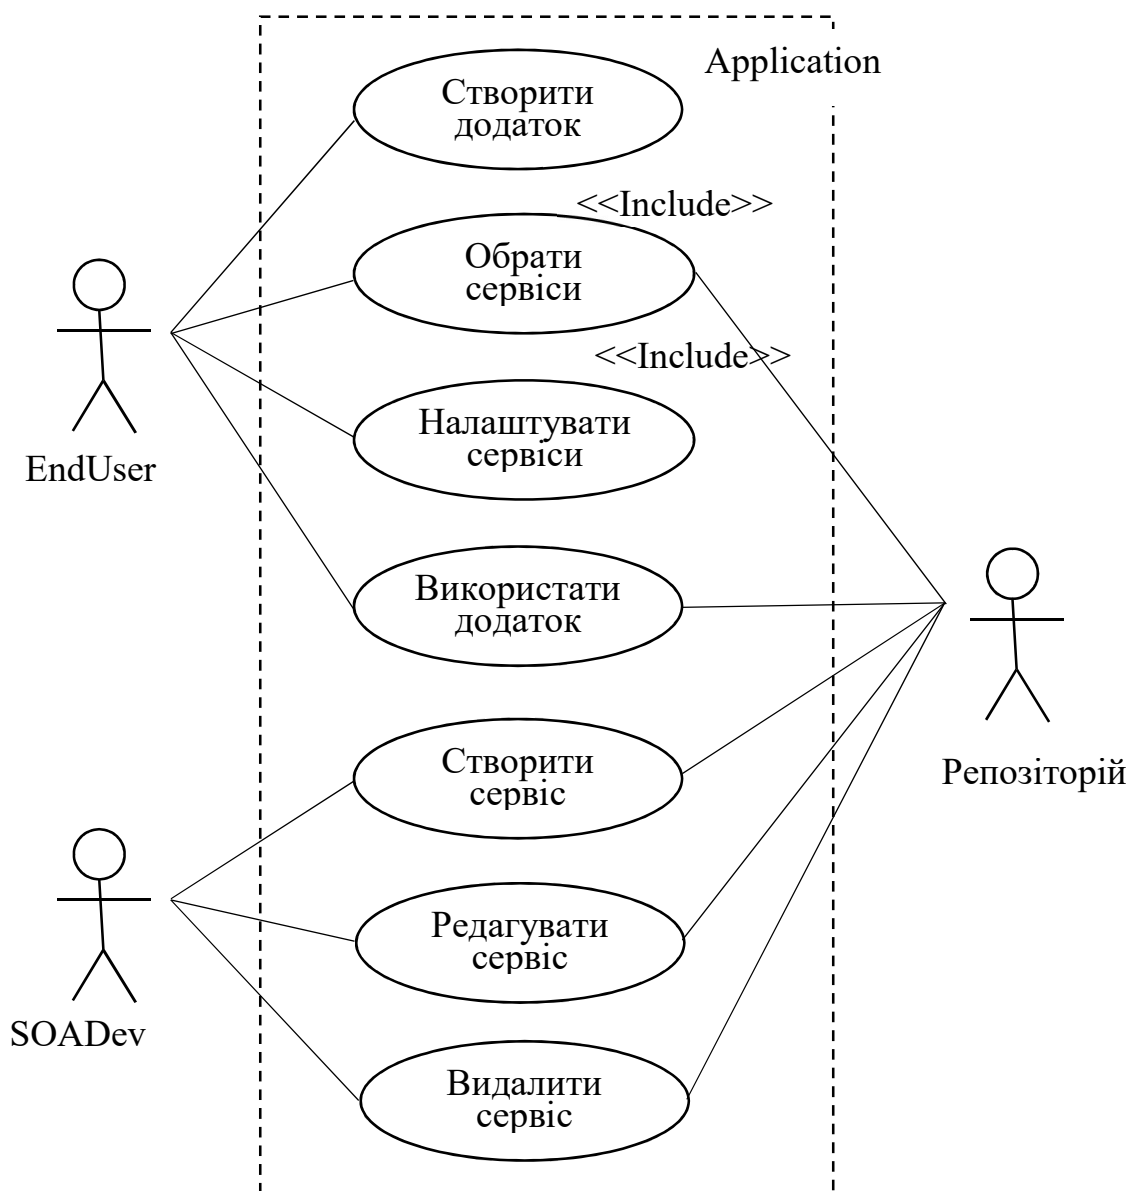 Application
Створити
додаток
<<Include>>
Обрати
сервіси
<<Include>>
Налаштувати
сервіси
EndUser
Використати
додаток
Створити
сервіс
Репозіторій
Редагувати
сервіс
SOADev
Видалити
сервіс